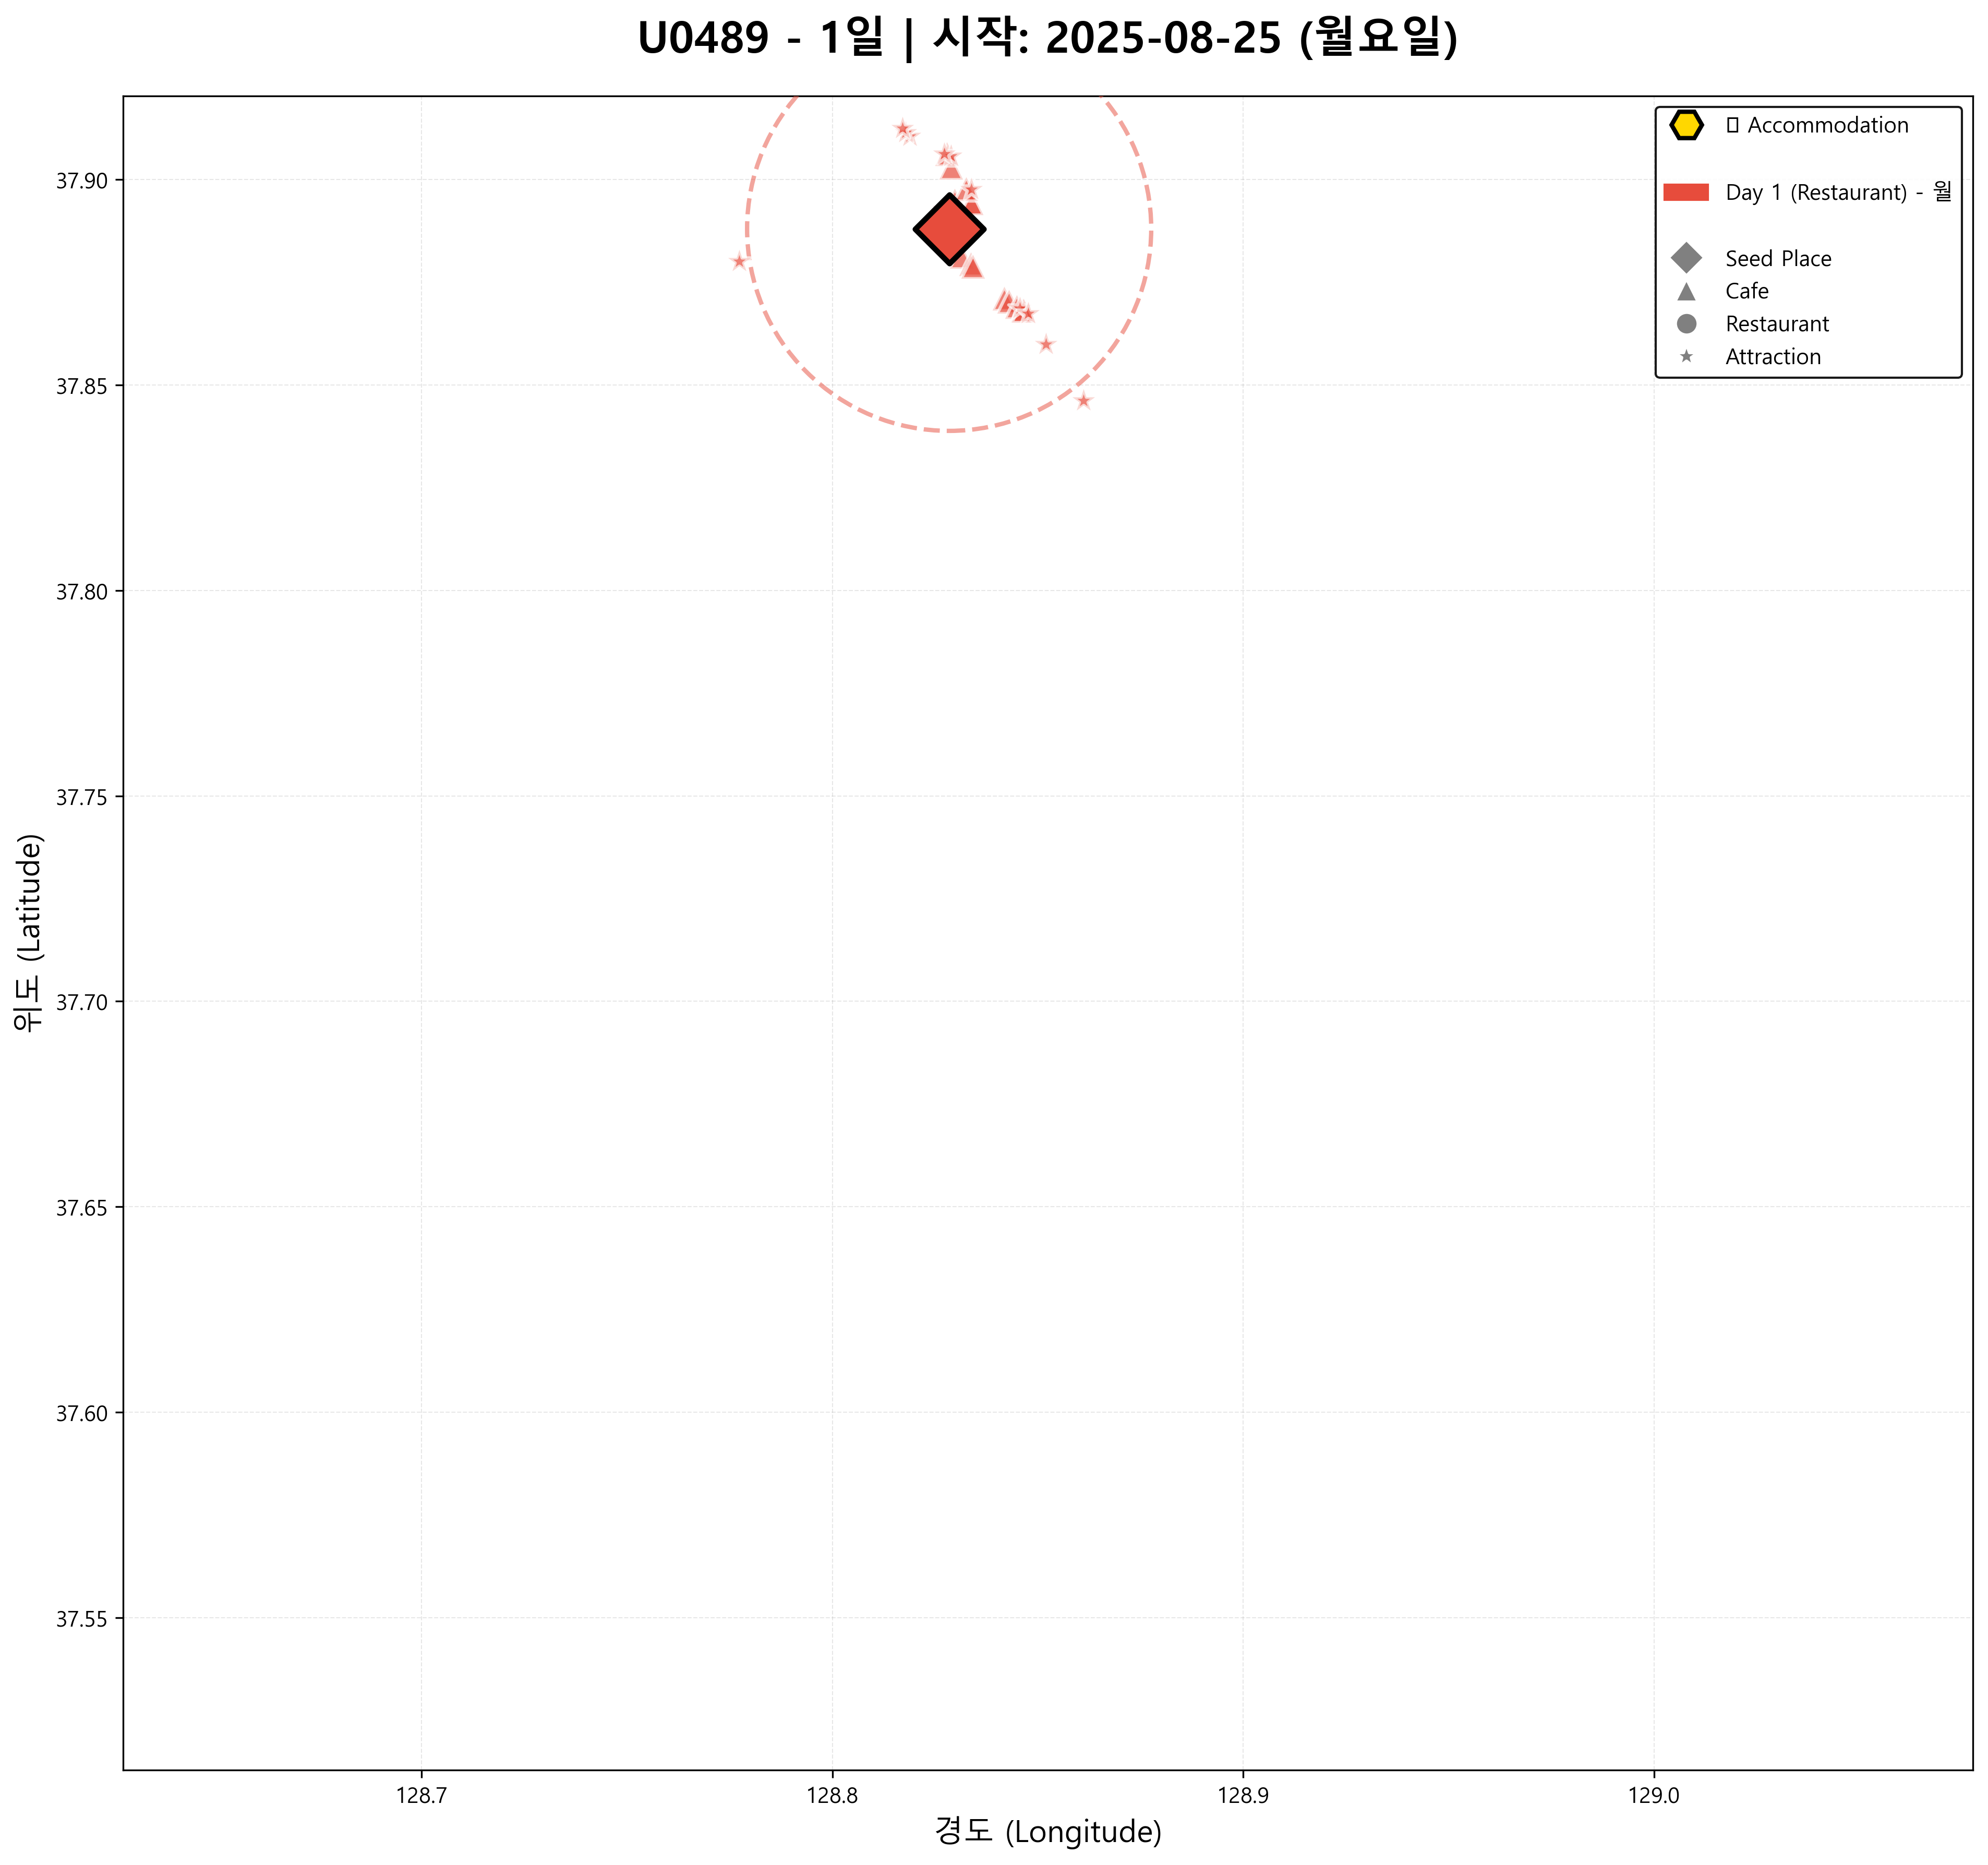 U0489 - 1일 | 시작: 2025-08-25 (월요일)
▯ Accommodation
Day 1 (Restaurant) - 월
Seed Place
Cafe
Restaurant
Attraction
위도 (Latitude)
37.90
37.85
37.80
37.75
37.70
37.65
37.60
37.55
128.7
128.8
128.9
129.0
경도 (Longitude)